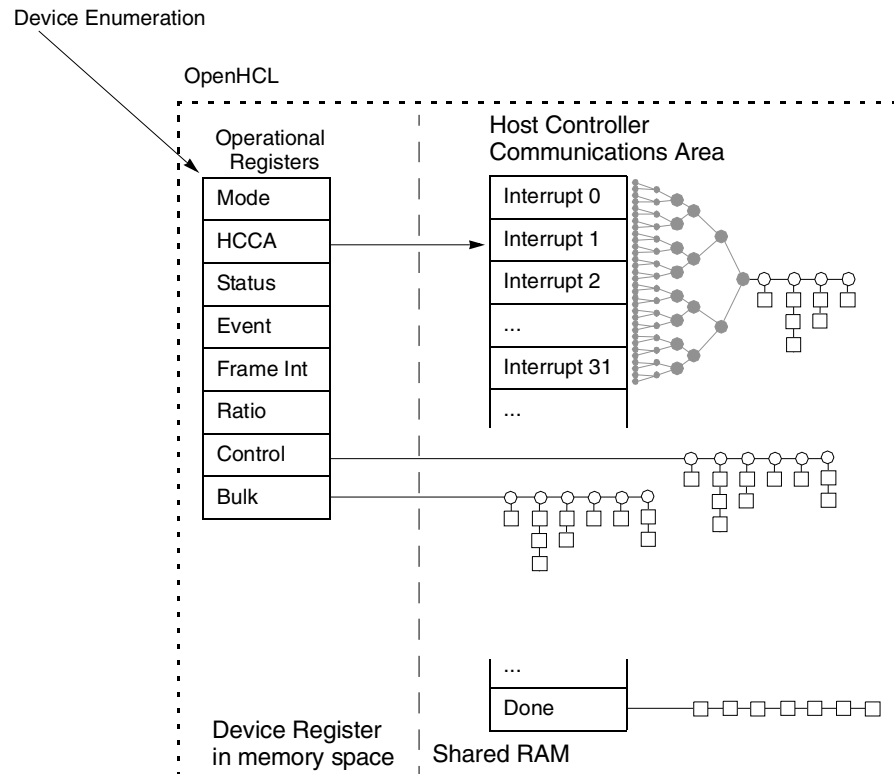 Device Enumeration
OpenHCL
Operational
Registers
Mode
HCCA
Status
Event
Frame Int
Ratio
Control
Bulk
Host Controller
Communications Area
Interrupt 0
Interrupt 1
Interrupt 2
...
Interrupt 31
...
...
Done
Device Register
in memory space
Shared RAM